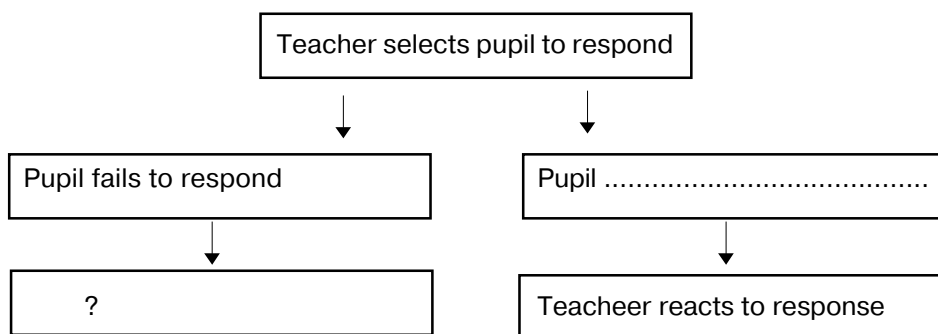 Teacher selects pupil to respond
Pupil fails to respond
Pupil .........................................
?
Teacheer reacts to response